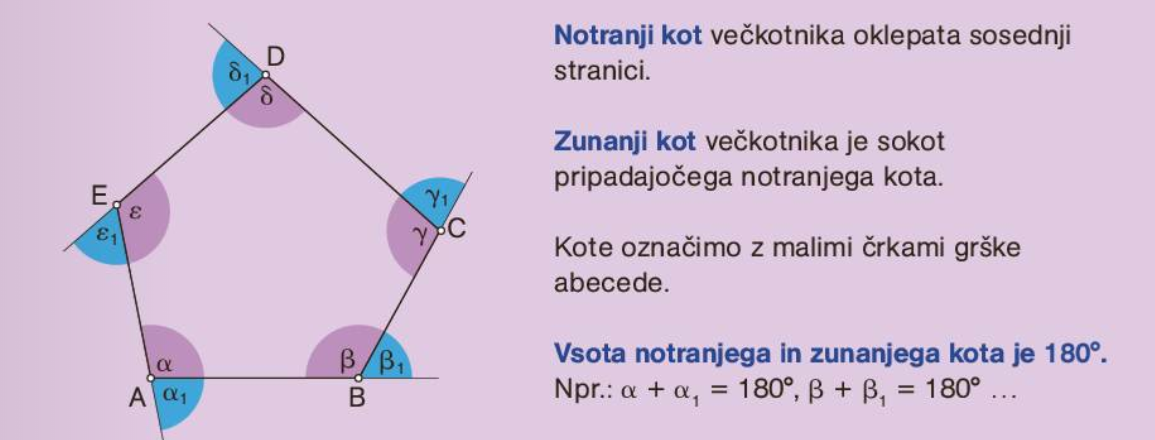 D
δ₁
δ
E
ε
ε₁
γ₁
γ
C
α
β
β₁
A
α₁
B
Notranji kot večkotnika oklepata sosednji
stranici.
Zunanji kot večkotnika je sokot
pripadajočega notranjega kota.
Kote označimo z malimi črkami grške
abecede.
Vsota notranjega in zunanjega kota je 180°.
Npr.: α + α₁ = 180°, β + β₁ = 180° …